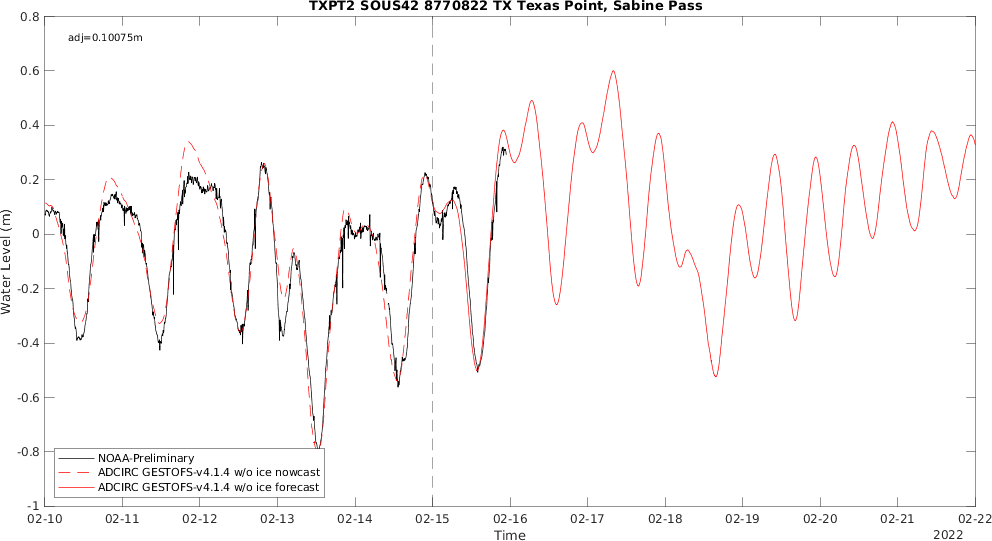 TXPT2 SOUS42 8770822 TX Texas Point, Sabine Pass
adj=0.10075m
0.8
0.6
0.4
0.2
0
-0.2
-0.4
-0.6
-0.8
-1
Water Level (m)
NOAA-Preliminary
ADCIRC GESTOFS-v4.1.4 w/o ice nowcast
ADCIRC GESTOFS-v4.1.4 w/o ice forecast
02-10 02-11 02-12 02-13 02-14 02-15 02-16 02-17 02-18 02-19 02-20 02-21 02-22
Time
2022